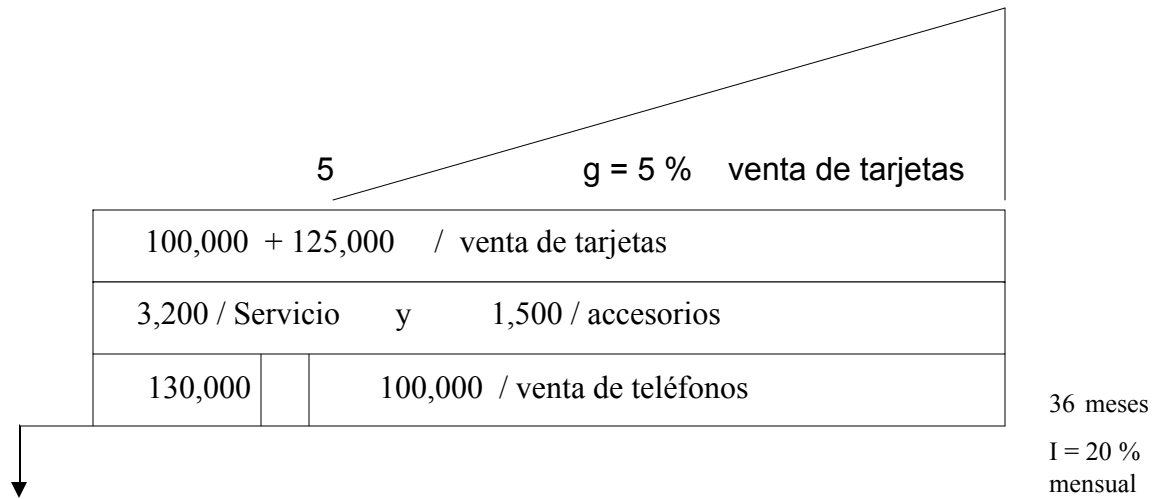 5 g = 5 % venta de tarjetas
100,000 + 125,000 / venta de tarjetas
3,200 / Servicio y 1,500 / accesorios
130,000 100,000 / venta de teléfonos
36 meses
I = 20 %
mensual